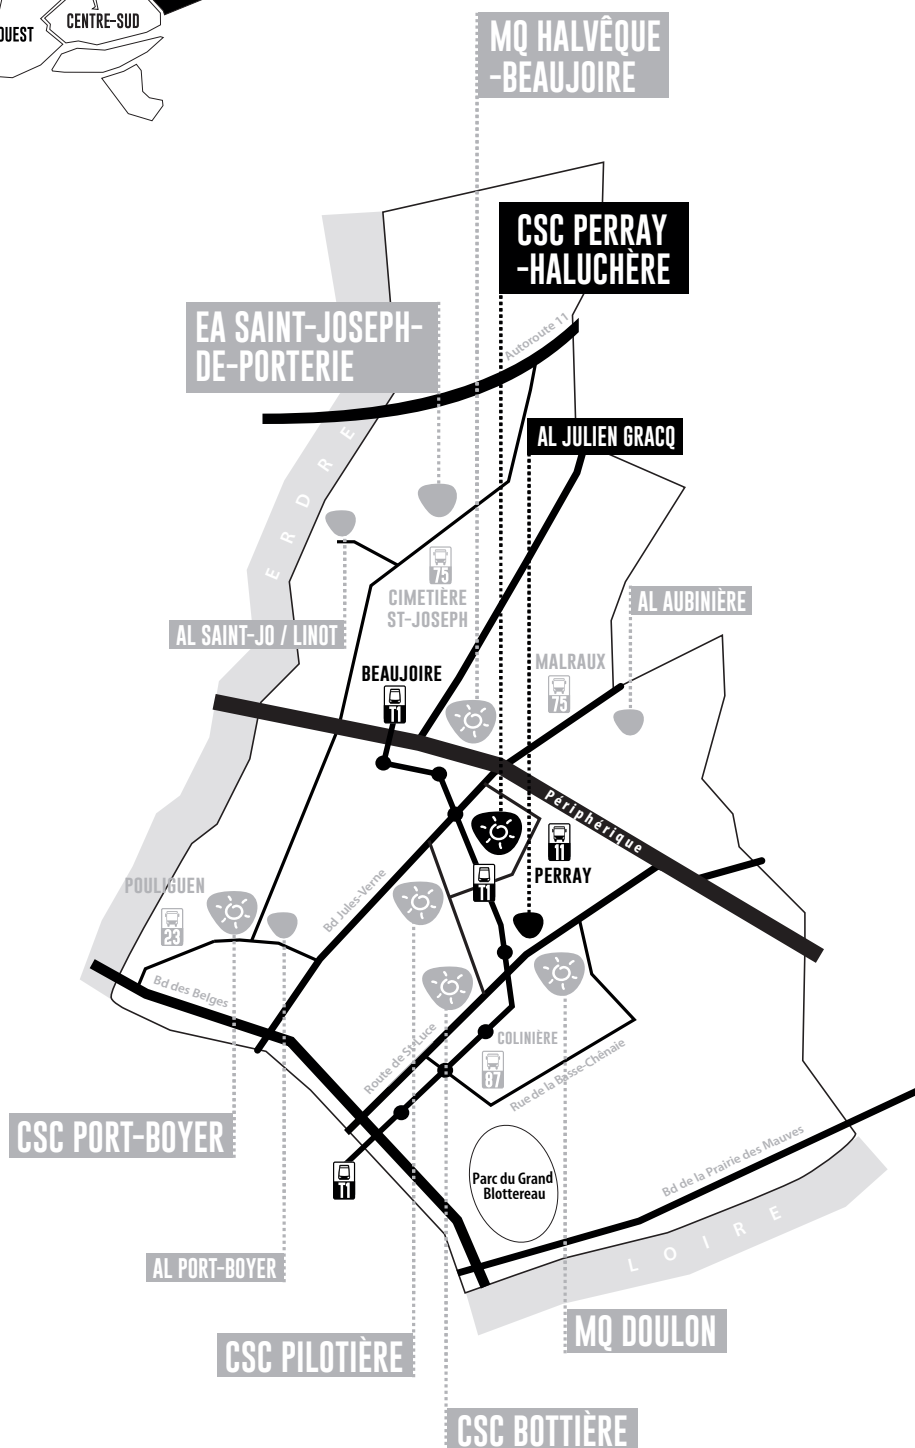 OUEST
CENTRE-SUD
MQ HALVÊQUE
-BEAUJOIRE
CSC PERRAY
-HALUCHÈRE
EA SAINT-JOSEPH-
DE-PORTERIE
Autoroute 11
AL JULIEN GRACQ
ERDRE
75
CIMETIÈRE
ST-JOSEPH
AL AUBINIÈRE
AL SAINT-JO / LINOT
MALRAUX
75
BEAUJOIRE
T1
Périphérique
11
PERRAY
T1
POULIGUEN
23
Bd Jules-Verne
Bd des Belges
COLINIÈRE
87
Route de St-Luce
Rue de la Basse-Chênaie
CSC PORT-BOYER
Parc du Grand
Blottereau
Bd de la Prairie des Mauves
T1
LOIRE
AL PORT-BOYER
MQ DOULON
CSC PILOTIÈRE
CSC BOTTIÈRE